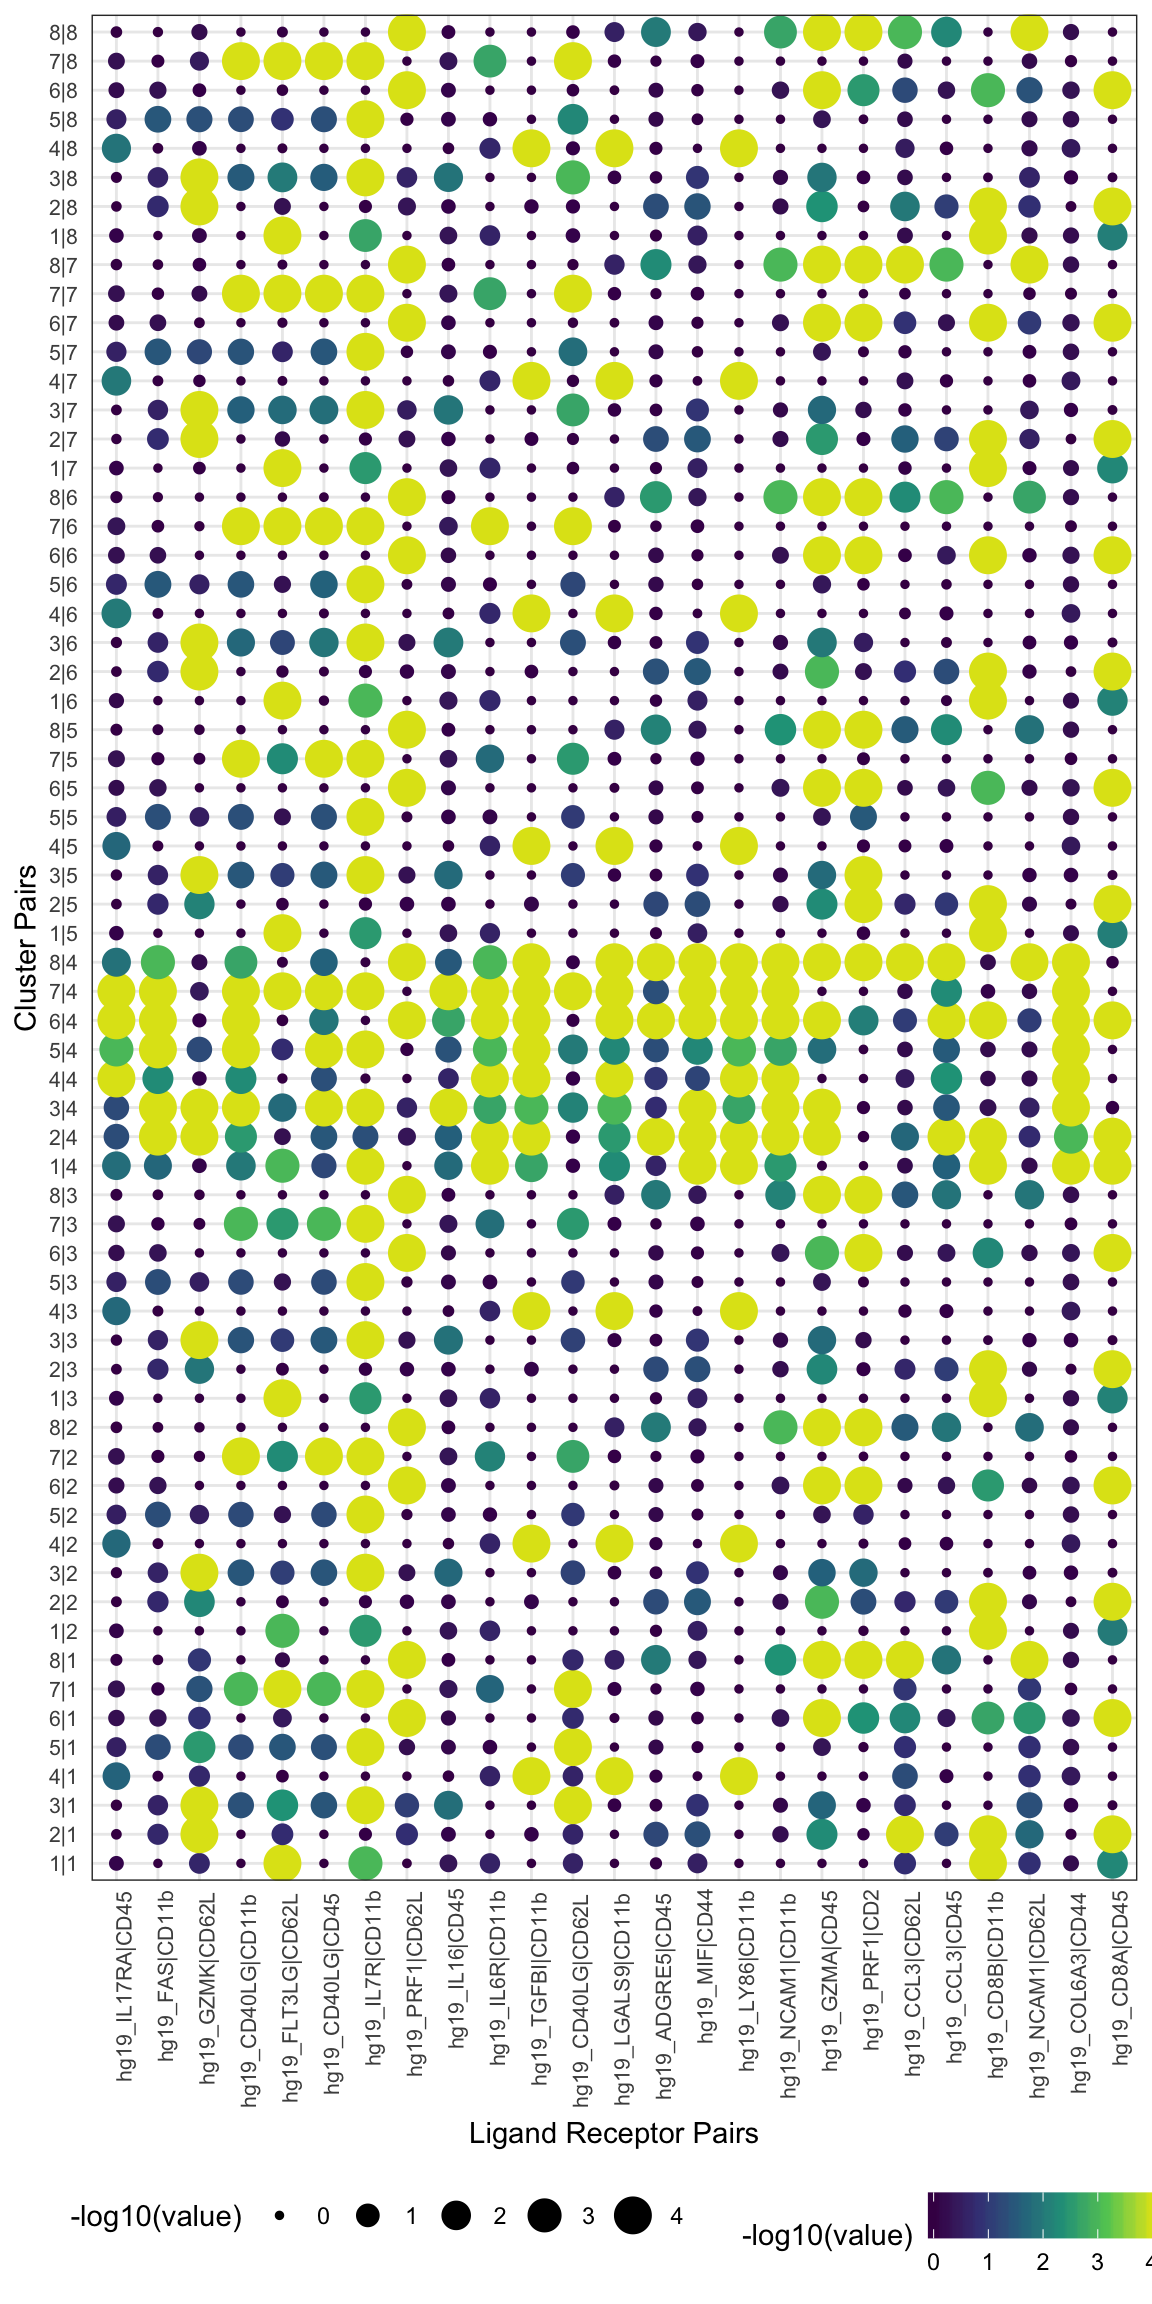 8|8
7|8
6|8
5|8
4|8
3|8
2|8
1|8
8|7
7|7
6|7
5|7
4|7
3|7
2|7
1|7
8|6
7|6
6|6
5|6
4|6
3|6
2|6
1|6
8|5
7|5
6|5
5|5
4|5
3|5
2|5
1|5
8|4
7|4
6|4
5|4
4|4
3|4
2|4
1|4
8|3
7|3
6|3
5|3
4|3
3|3
2|3
1|3
8|2
7|2
6|2
5|2
4|2
3|2
2|2
1|2
8|1
7|1
6|1
5|1
4|1
3|1
2|1
1|1
Cluster Pairs
hg19_IL17RA|CD45
hg19_FAS|CD11b
hg19_GZMK|CD62L
hg19_CD40LG|CD11b
hg19_FLT3LG|CD62L
hg19_CD40LG|CD45
hg19_IL7R|CD11b
hg19_PRF1|CD62L
hg19_IL16|CD45
hg19_IL6R|CD11b
hg19_TGFBI|CD11b
hg19_CD40LG|CD62L
hg19_LGALS9|CD11b
hg19_ADGRE5|CD45
hg19_MIF|CD44
hg19_LY86|CD11b
hg19_NCAM1|CD11b
hg19_GZMA|CD45
hg19_PRF1|CD2
hg19_CCL3|CD62L
hg19_CCL3|CD45
hg19_CD8B|CD11b
hg19_NCAM1|CD62L
hg19_COL6A3|CD44
hg19_CD8A|CD45
Ligand Receptor Pairs
-log10(value) 0 1 2 3 4
-log10(value)
0 1 2 3 4